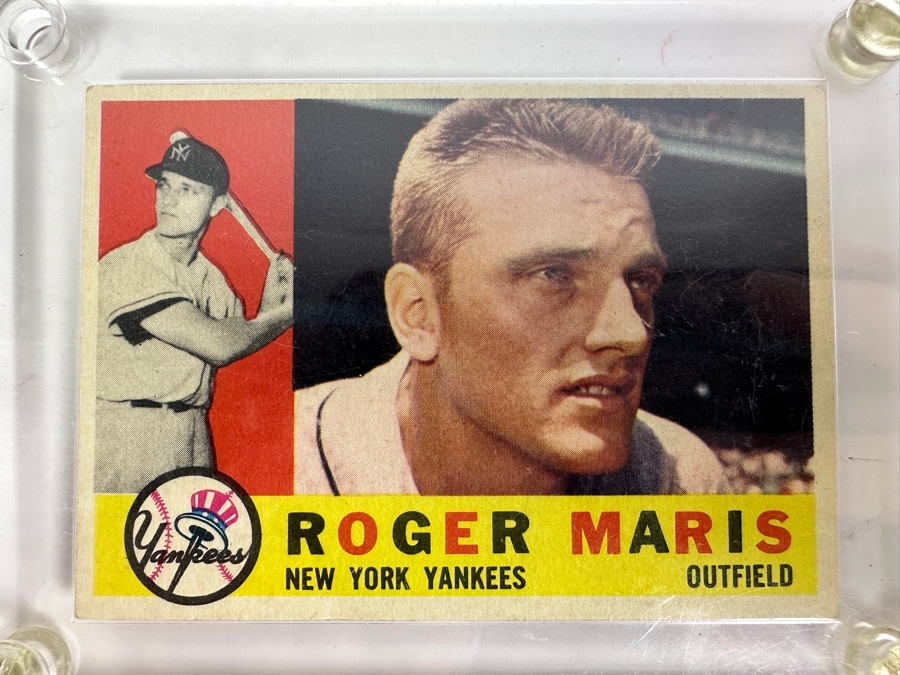 NY
Yankees
ROGER MARIS
NEW YORK YANKEES OUTFIELD